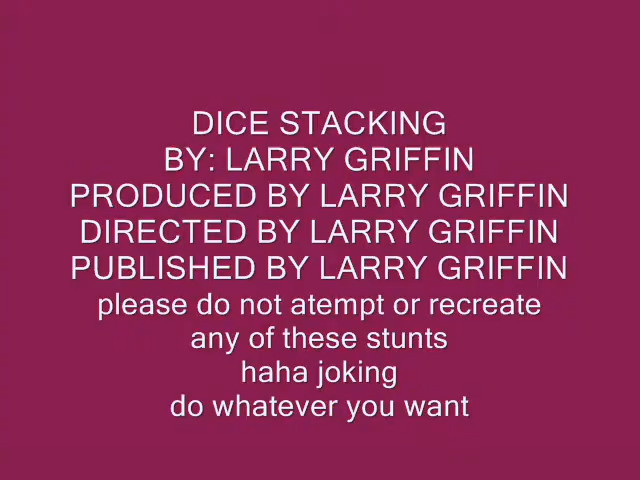 DICE STACKING
BY: LARRY GRIFFIN
PRODUCED BY LARRY GRIFFIN
DIRECTED BY LARRY GRIFFIN
PUBLISHED BY LARRY GRIFFIN
please do not atempt or recreate
any of these stunts
haha joking
do whatever you want